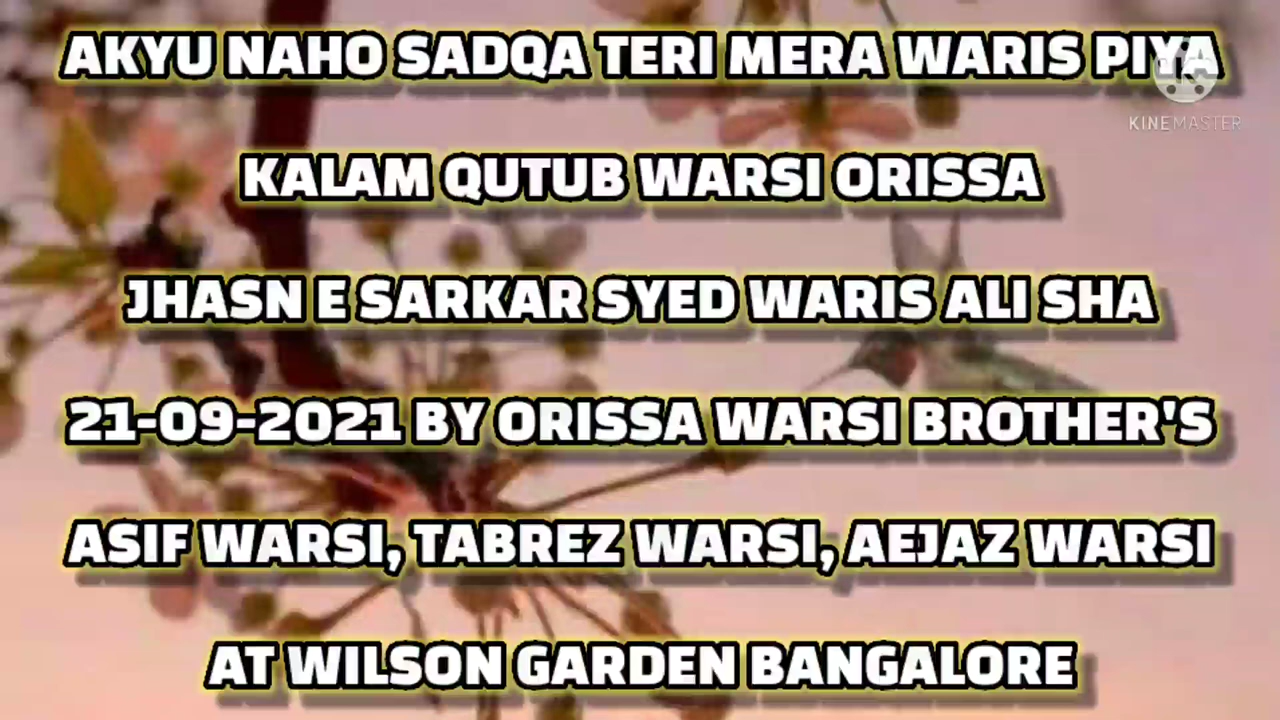 AKYU NAHO SADQA TERI MERA WARIS PIYA
KINEMASTER
KALAM QUTUB WARSI ORISSA
JHASN E SARKAR SYED WARIS ALI SHA
21-09-2021 BY ORISSA WARSI BROTHER'S
ASIF WARSI, TABREZ WARSI, AEJAZ WARSI
AT WILSON GARDEN BANGALORE